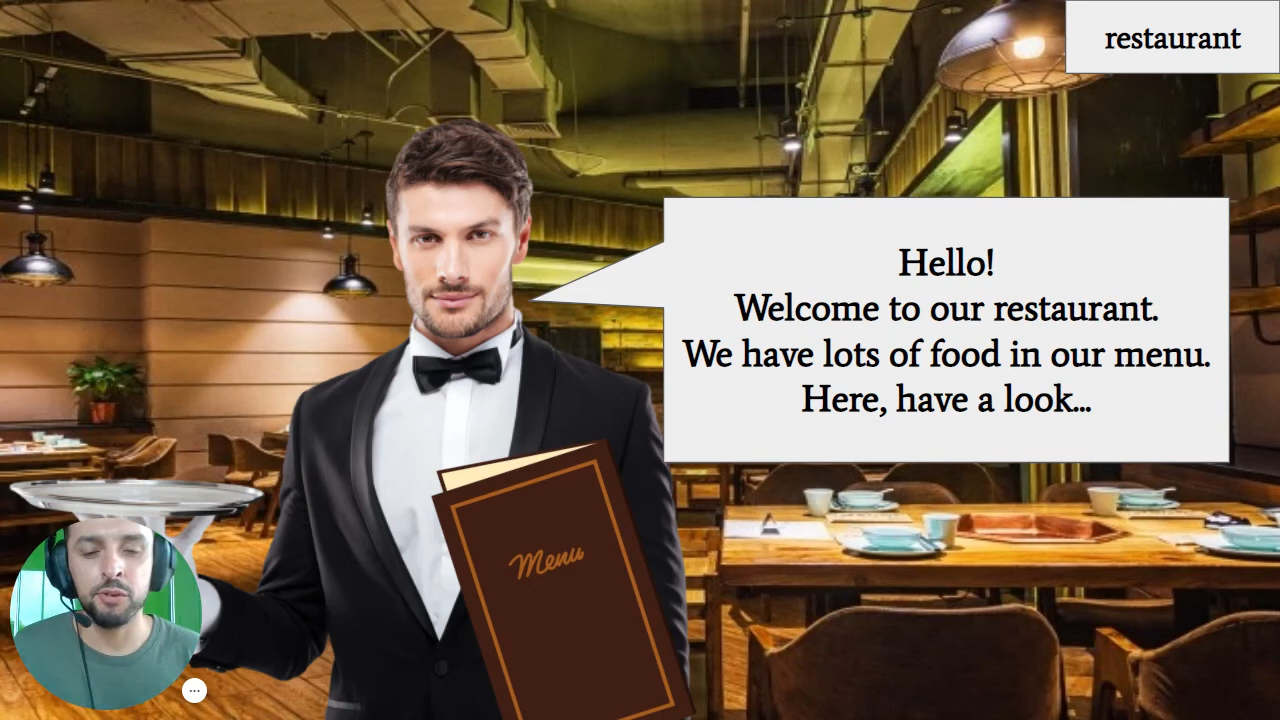 restaurant
Hello!
Welcome to our restaurant.
We have lots of food in our menu.
Here, have a look...
Menu